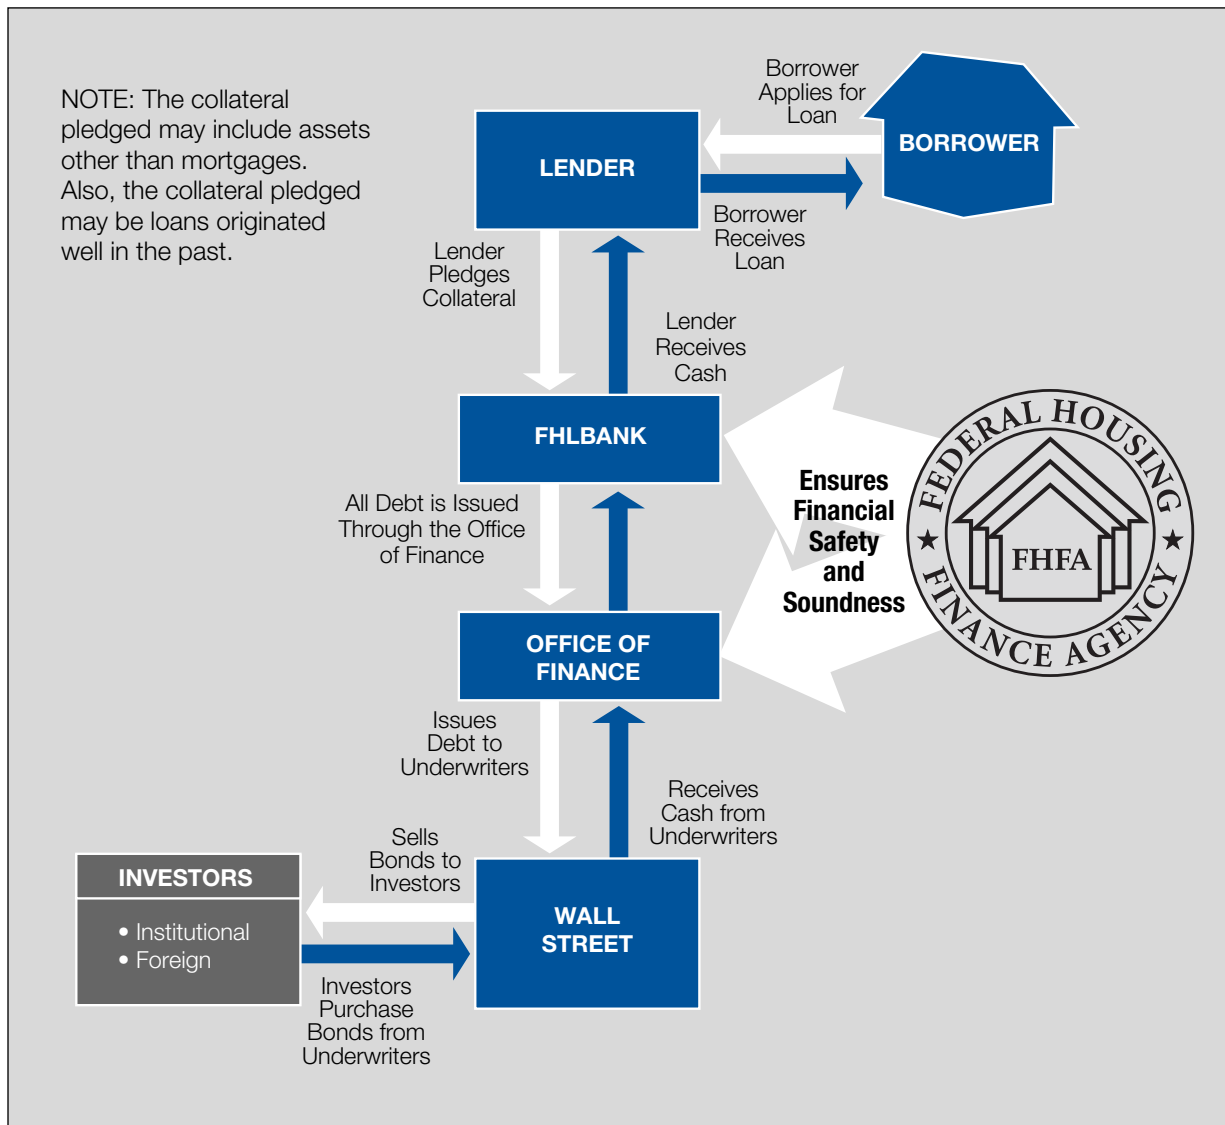 NOTE: The collateral
pledged may include assets
other than mortgages.
Also, the collateral pledged
may be loans originated
well in the past.
Borrower
Applies for
Loan
BORROWER
LENDER
Borrower
Receives
Loan
Lender
Pledges
Collateral
Lender
Receives
Cash
FHLBANK
All Debt is Issued
Through the Office
of Finance
Ensures
Financial
Safety
and
Soundness
FEDERAL HOUSING
FINANCE AGENCY
FHFA
OFFICE OF
FINANCE
Issues
Debt to
Underwriters
Receives
Cash from
Underwriters
Sells
Bonds to
Investors
INVESTORS
• Institutional
• Foreign
WALL
STREET
Investors
Purchase
Bonds from
Underwriters